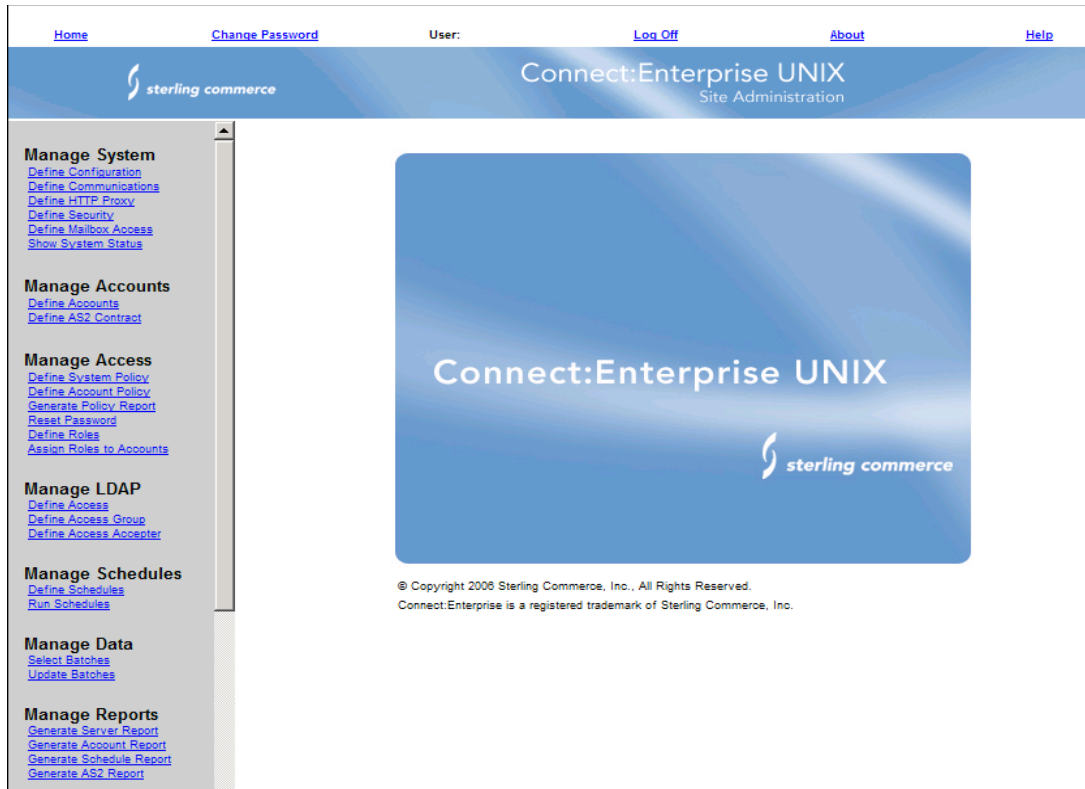 Home Change Password User: Log Off About Help
sterling commerce
Connect:Enterprise UNIX
Site Administration
Manage System
Define Configuration
Define Communications
Define HTTP Proxy
Define Security
Define Mailbox Access
Show System Status
Manage Accounts
Define Accounts
Define AS2 Contract
Manage Access
Define System Policy
Define Account Policy
Generate Policy Report
Reset Password
Define Roles
Assign Roles to Accounts
Manage LDAP
Define Access
Define Access Group
Define Access Accepter
Manage Schedules
Define Schedules
Run Schedules
Manage Data
Select Batches
Update Batches
Manage Reports
Generate Server Report
Generate Account Report
Generate Schedule Report
Generate AS2 Report
Connect:Enterprise UNIX
sterling commerce
© Copyright 2006 Sterling Commerce, Inc., All Rights Reserved.
Connect:Enterprise is a registered trademark of Sterling Commerce, Inc.